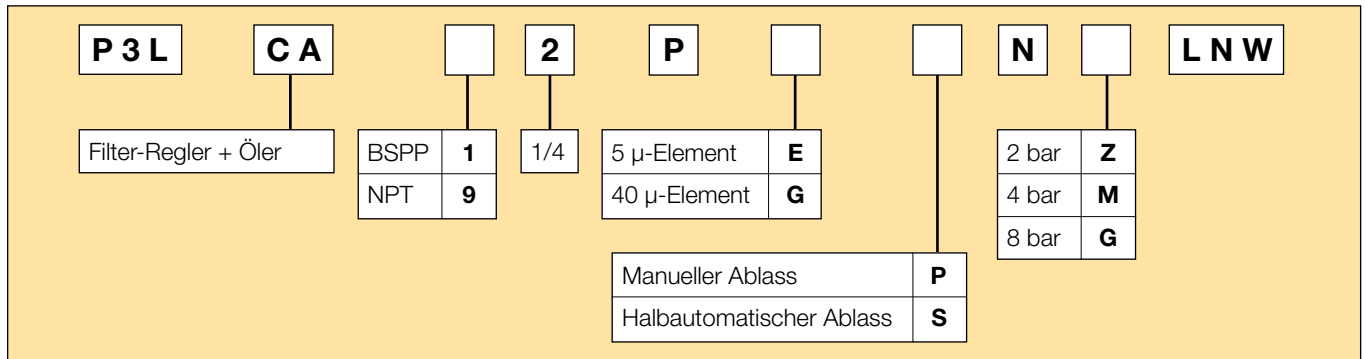 P 3 L C A 2 P N L N W
Filter-Regler + Öler BSPP 1 1/4 5 µ-Element E 2 bar Z
NPT 9 40 µ-Element G 4 bar M
8 bar G
Manueller Ablass P
Halbautomatischer Ablass S